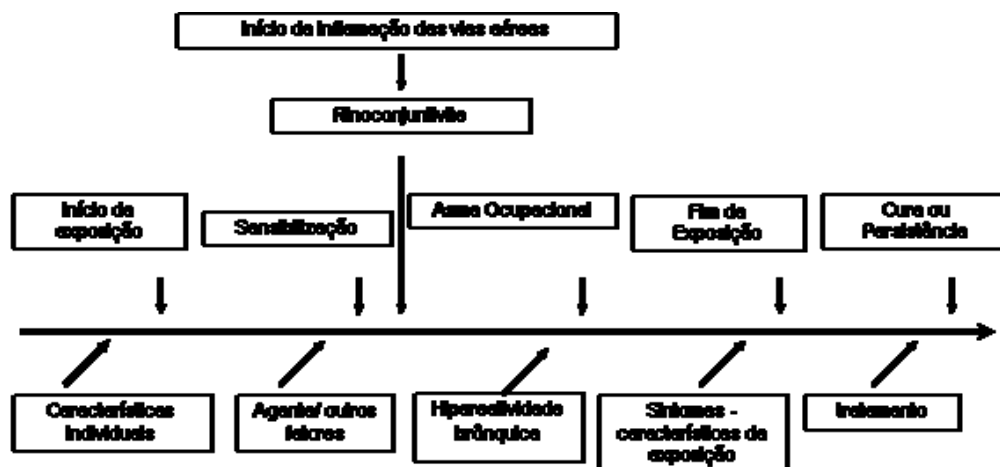 Início da inflamação das vias aéreas
Rinoconjuntivite
Início da
exposição
Sensibilização
Asma Ocupacional
Fim da
Exposição
Cura ou
Persistência
Características
individuais
Agente/ outros
fatores
Hiperreatividade
brônquica
Sintomas -
características da
exposição
tratamento